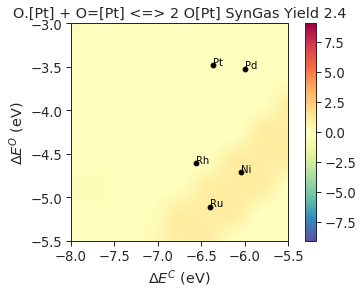 O.[Pt] + O=[Pt] <=> 2 O[Pt] SynGas Yield 2.4
−3.0
−3.5
−4.0
−4.5
−5.0
−5.5
ΔE^O (eV)
Pt
Pd
Rh
Ni
Ru
−8.0 −7.5 −7.0 −6.5 −6.0 −5.5
ΔE^C (eV)
7.5
5.0
2.5
0.0
−2.5
−5.0
−7.5